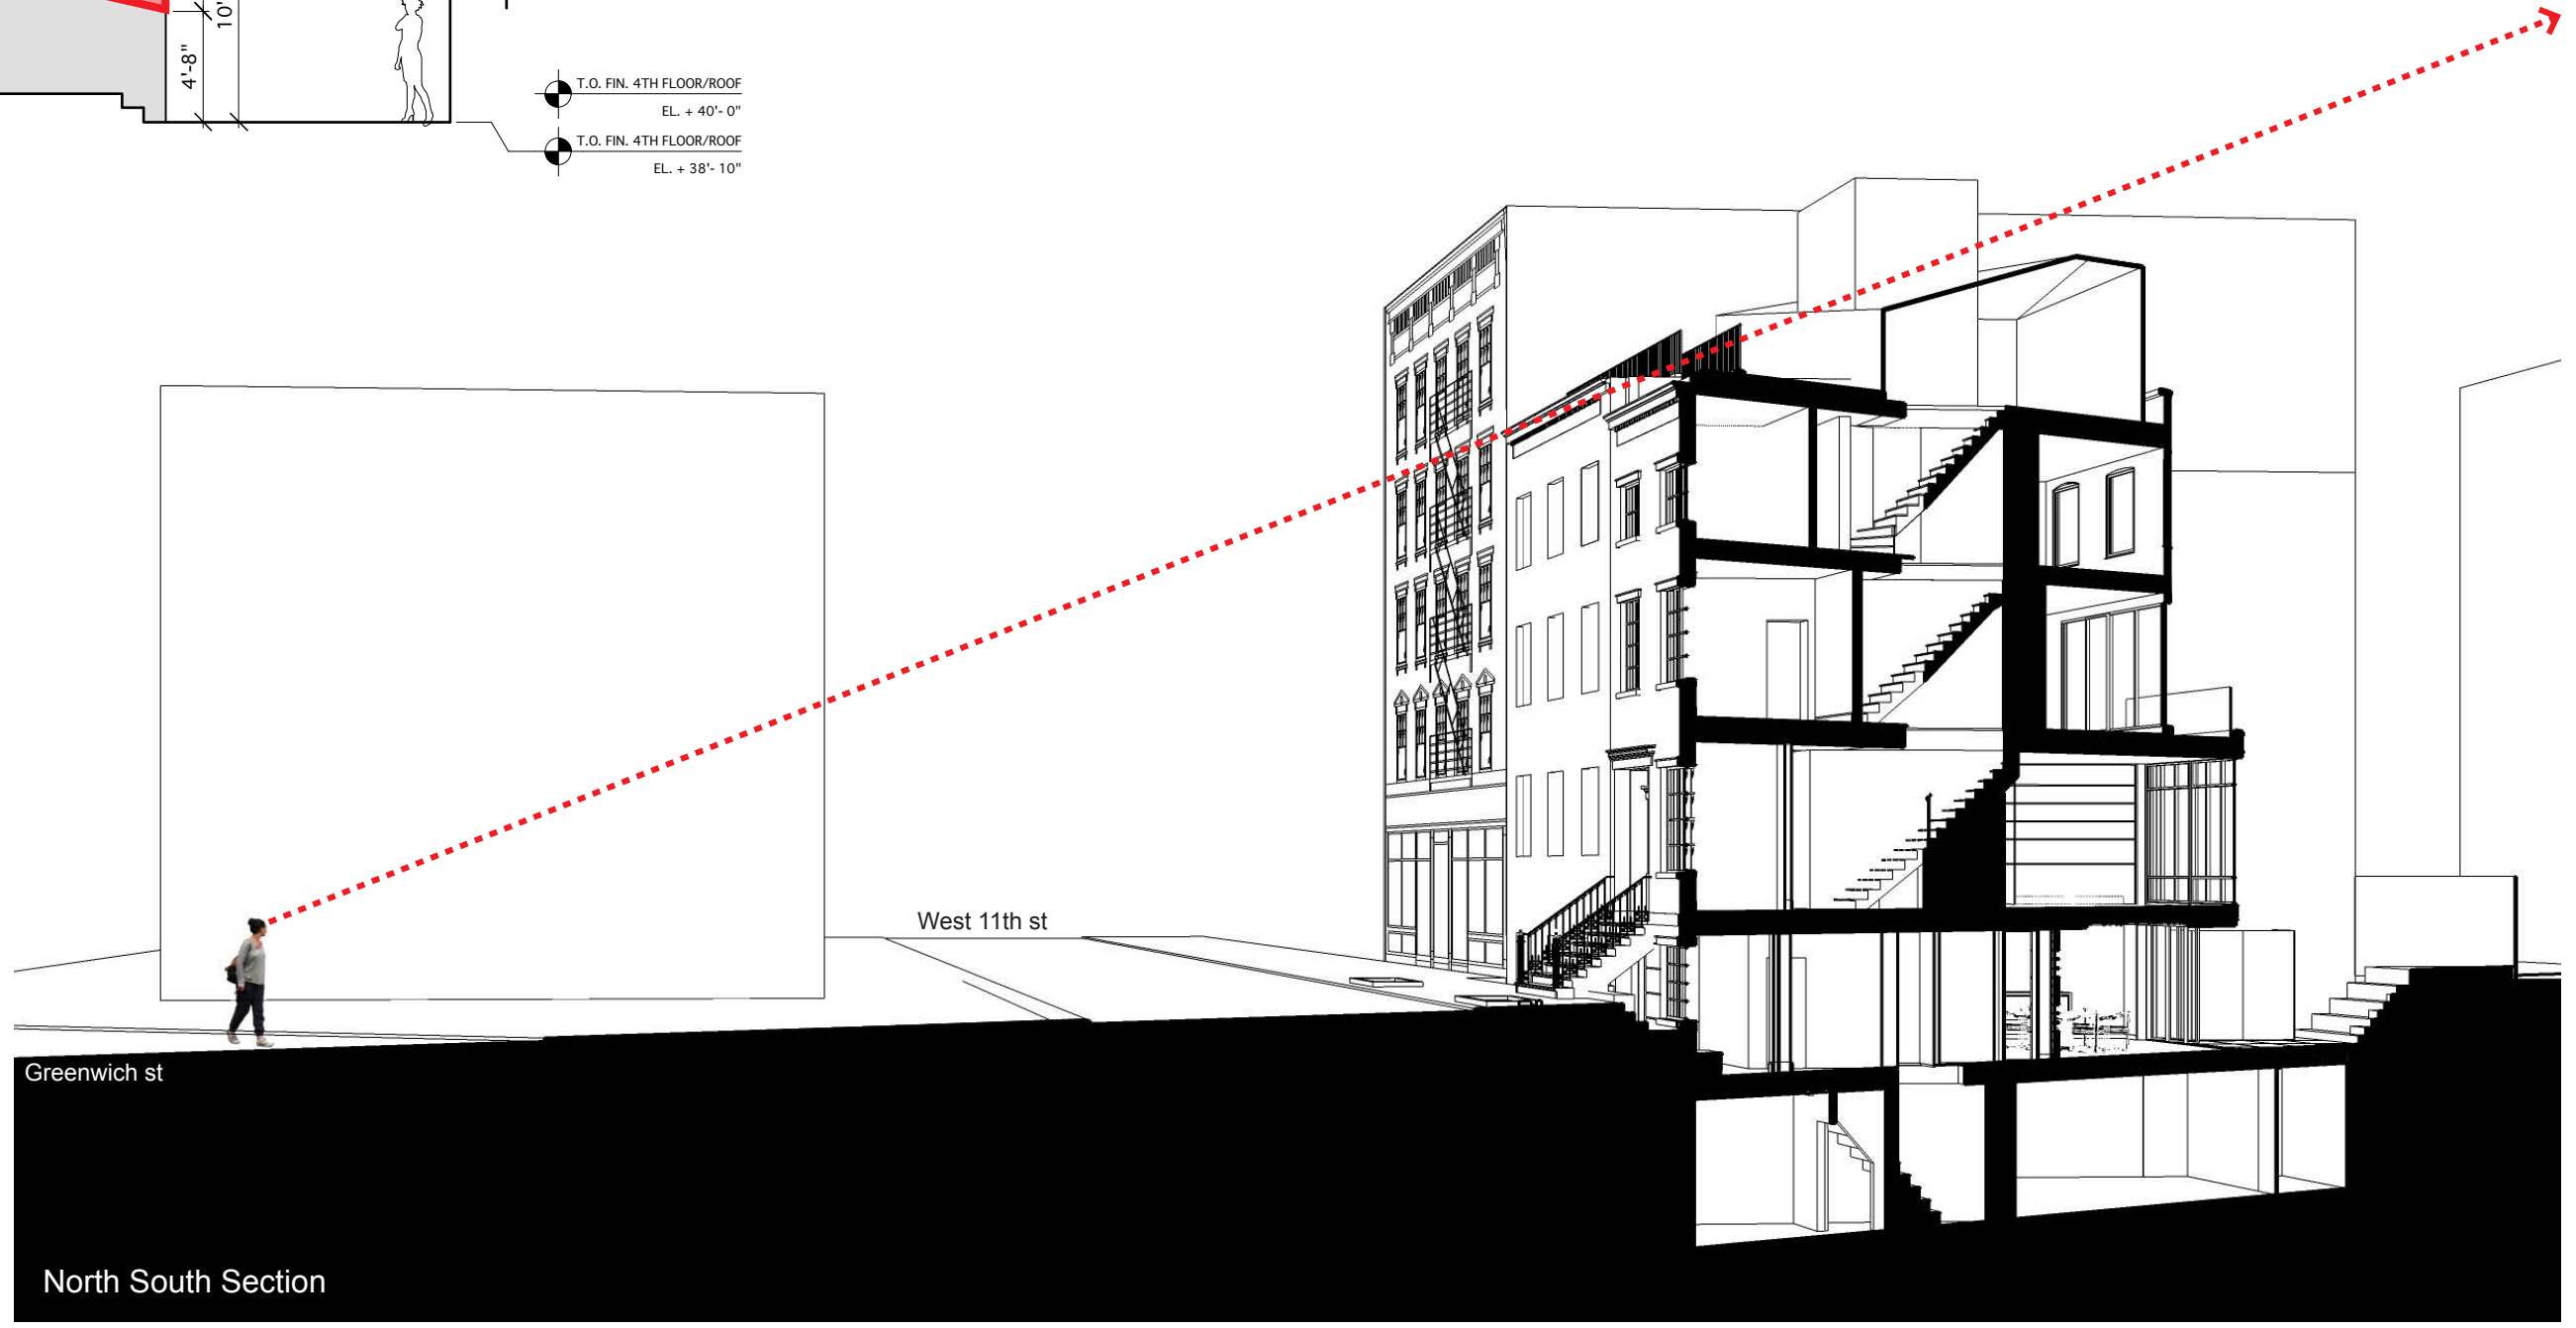 10'
4'-8"
T.O. FIN. 4TH FLOOR/ROOF
EL. + 40'- 0"
T.O. FIN. 4TH FLOOR/ROOF
EL. + 38'- 10"
West 11th st
Greenwich st
North South Section